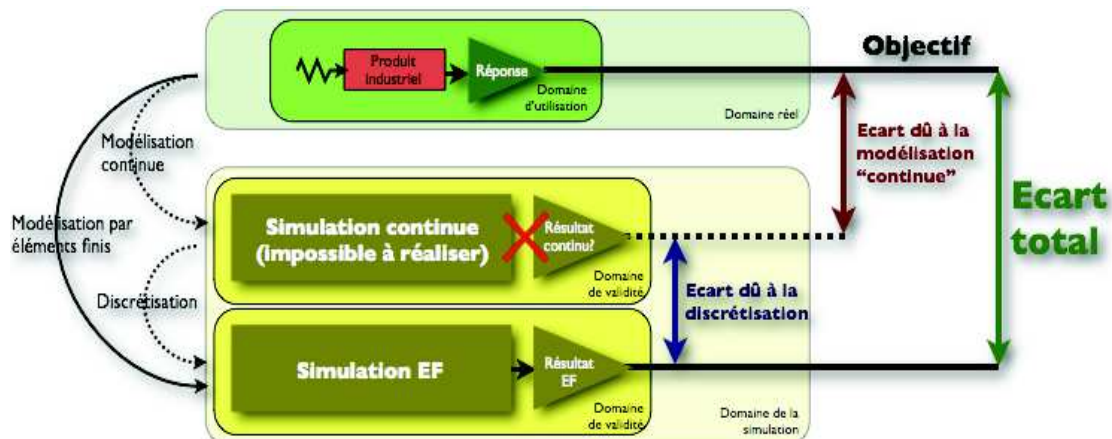 Objectif
Produit
Industriel
Réponse
Domaine
d'utilisation
Domaine réel
Modélisation
continue
Ecart dû à la
modélisation
“continue”
Ecart
total
Modélisation par
éléments finis
Simulation continue
(impossible à réaliser)
Résultat
continu?
Domaine
de validité
Discrétisation
Ecart dû à la
discrétisation
Simulation EF
Résultat
EF
Domaine
de validité
Domaine de la
simulation